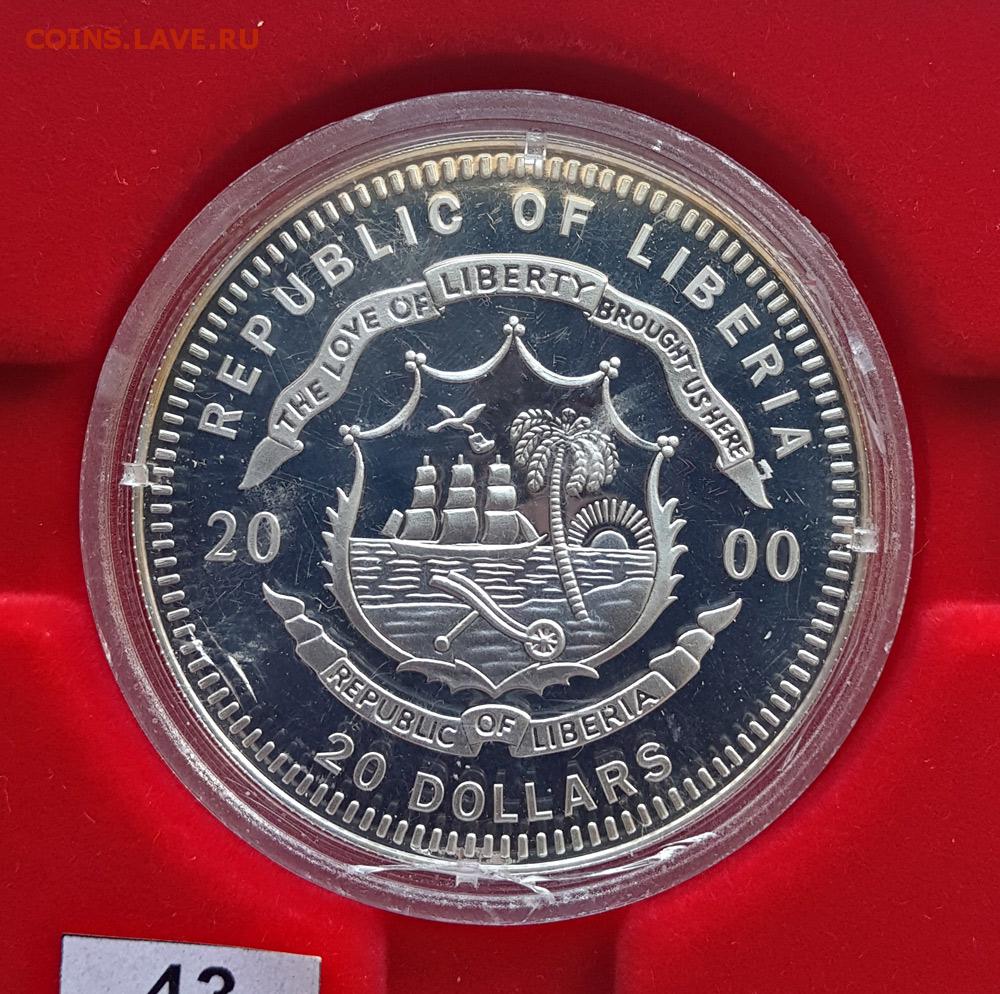 COINS.LAVE.RU
REPUBLIC OF LIBERIA
THE LOVE OF LIBERTY BROUGHT US HERE
20 00
REPUBLIC OF LIBERIA
20 DOLLARS
43